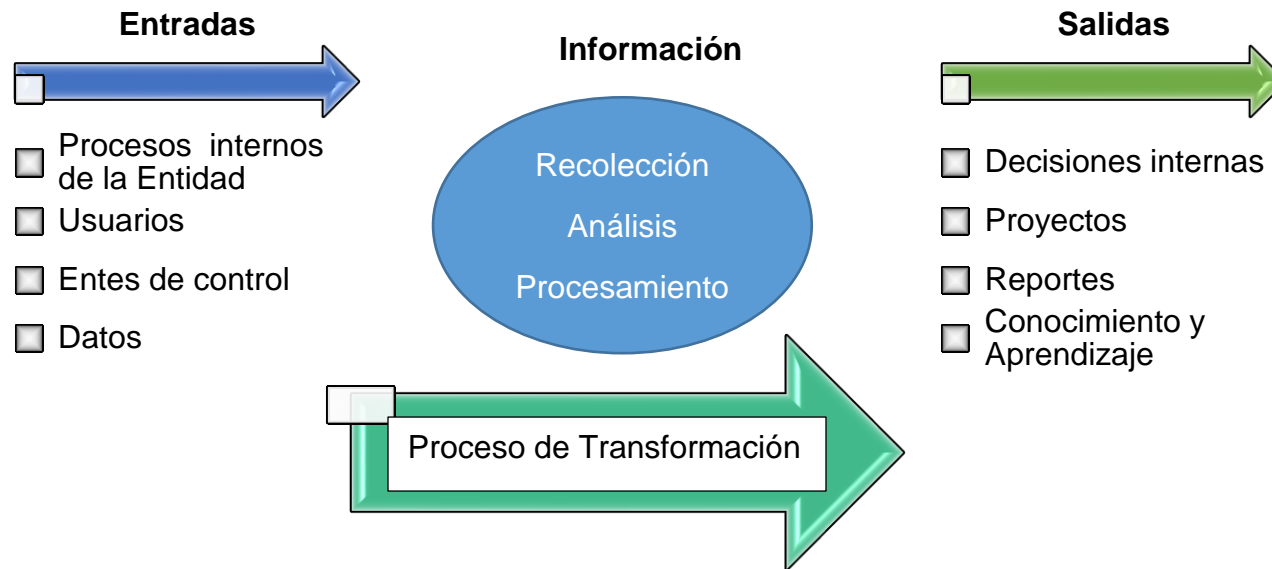 Entradas
Procesos internos
de la Entidad
Usuarios
Entes de control
Datos
Información
Recolección
Análisis
Procesamiento
Proceso de Transformación
Salidas
Decisiones internas
Proyectos
Reportes
Conocimiento y
Aprendizaje